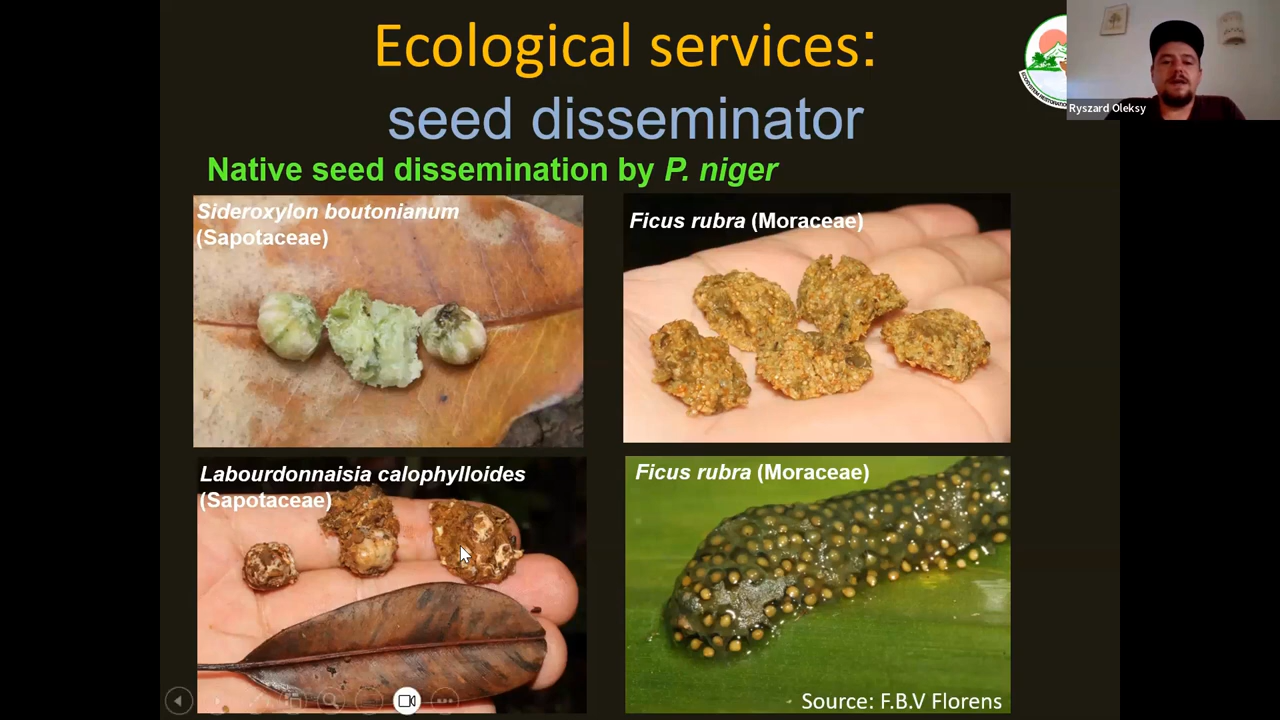 Ecological services:
seed disseminator
Native seed dissemination by P. niger
Sideroxylon boutonianum
(Sapotaceae)
Ficus rubra (Moraceae)
Labourdonnaisia calophylloides
(Sapotaceae)
Ficus rubra (Moraceae)
Source: F.B.V Florens
Ryszard Oleksy